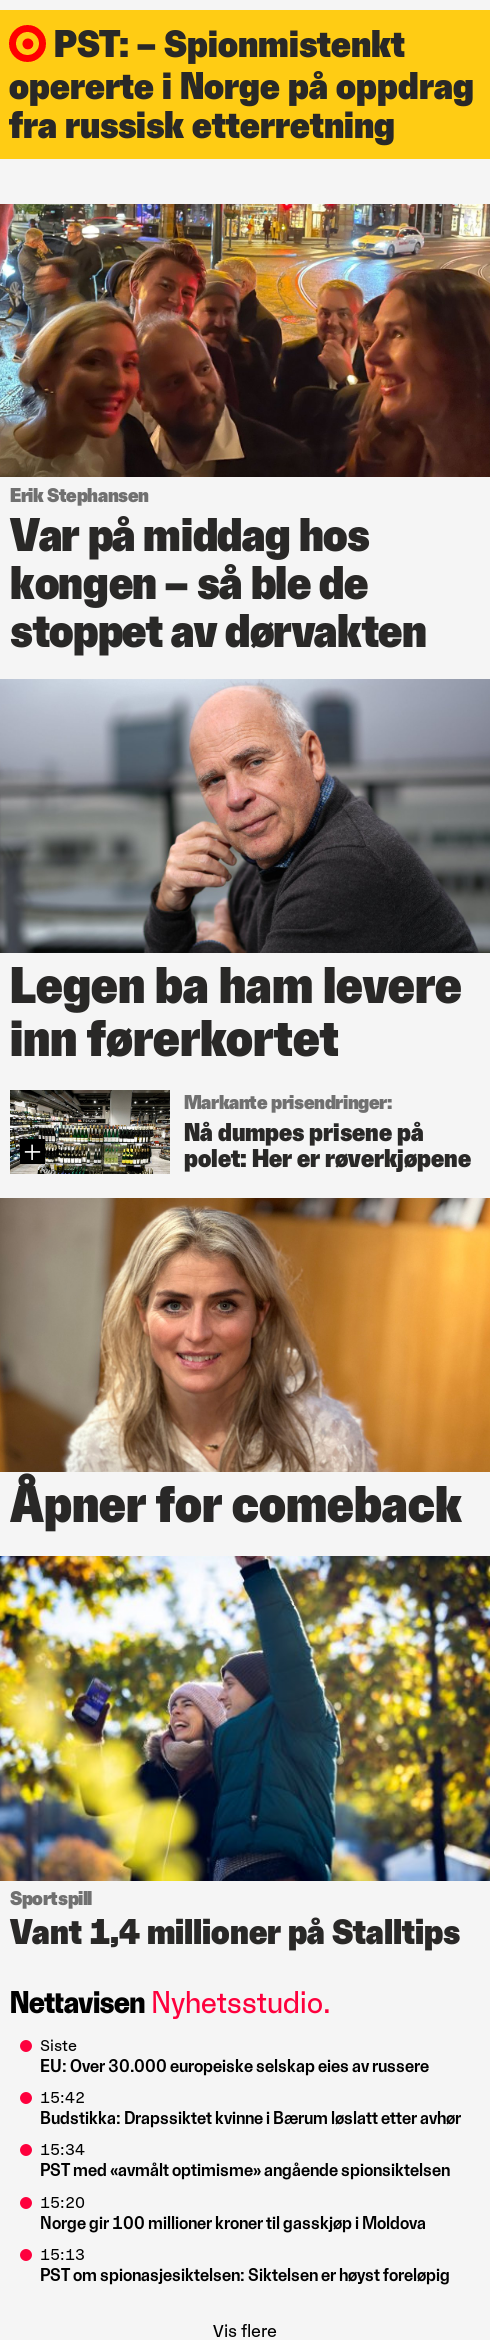 PST: – Spionmistenkt
opererte i Norge på oppdrag
fra russisk etterretning
Erik Stephansen
Var på middag hos
kongen – så ble de
stoppet av dørvakten
Legen ba ham levere
inn førerkortet
Markante prisendringer:
Nå dumpes prisene på
polet: Her er røverkjøpene
Åpner for comeback
Sportspill
Vant 1,4 millioner på Stalltips
Nettavisen Nyhetsstudio.
Siste
EU: Over 30.000 europeiske selskap eies av russere
15:42
Budstikka: Drapssiktet kvinne i Bærum løslatt etter avhør
15:34
PST med «avmålt optimisme» angående spionsiktelsen
15:20
Norge gir 100 millioner kroner til gasskjøp i Moldova
15:13
PST om spionasjesiktelsen: Siktelsen er høyst foreløpig
Vis flere